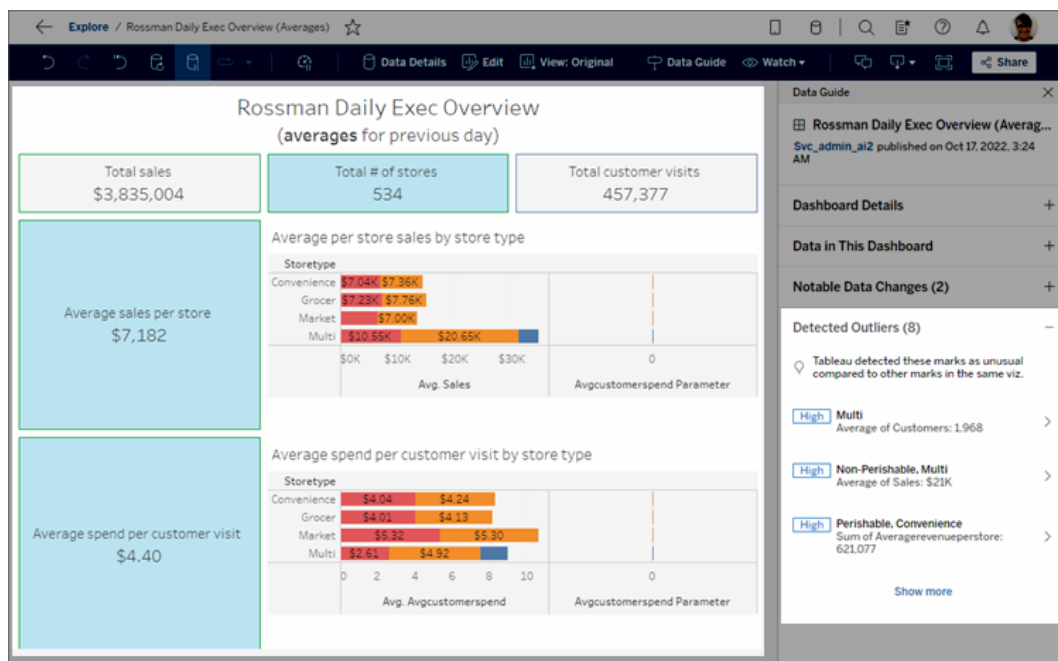 Explore / Rossman Daily Exec Overview (Averages)
Data Details Edit View: Original Data Guide Watch Share
Rossman Daily Exec Overview
(averages for previous day)
Total sales
$3,835,004
Total # of stores
534
Total customer visits
457,377
Average sales per store
$7,182
Average per store sales by store type
Storetype
Convenience $7.04K $7.36K
Grocer $7.23K $7.76K
Market $7.00K
Multi $10.55K $20.65K
$0K $10K $20K $30K 0
Avg. Sales Avgcustomerspend Parameter
Average spend per customer visit
$4.40
Average spend per customer visit by store type
Storetype
Convenience $4.04 $4.24
Grocer $4.01 $4.13
Market $5.32 $5.30
Multi $2.61 $4.92
0 2 4 6 8 10 0
Avg. Avgcustomerspend Avgcustomerspend Parameter
Data Guide
Rossman Daily Exec Overview (Averag...
Svc_admin_ai2 published on Oct 17, 2022, 3:24
AM
Dashboard Details
Data in This Dashboard
Notable Data Changes (2)
Detected Outliers (8)
Tableau detected these marks as unusual
compared to other marks in the same viz.
High Multi
Average of Customers: 1,968
High Non-Perishable, Multi
Average of Sales: $21K
High Perishable, Convenience
Sum of Averagerevenueperstore:
621,077
Show more